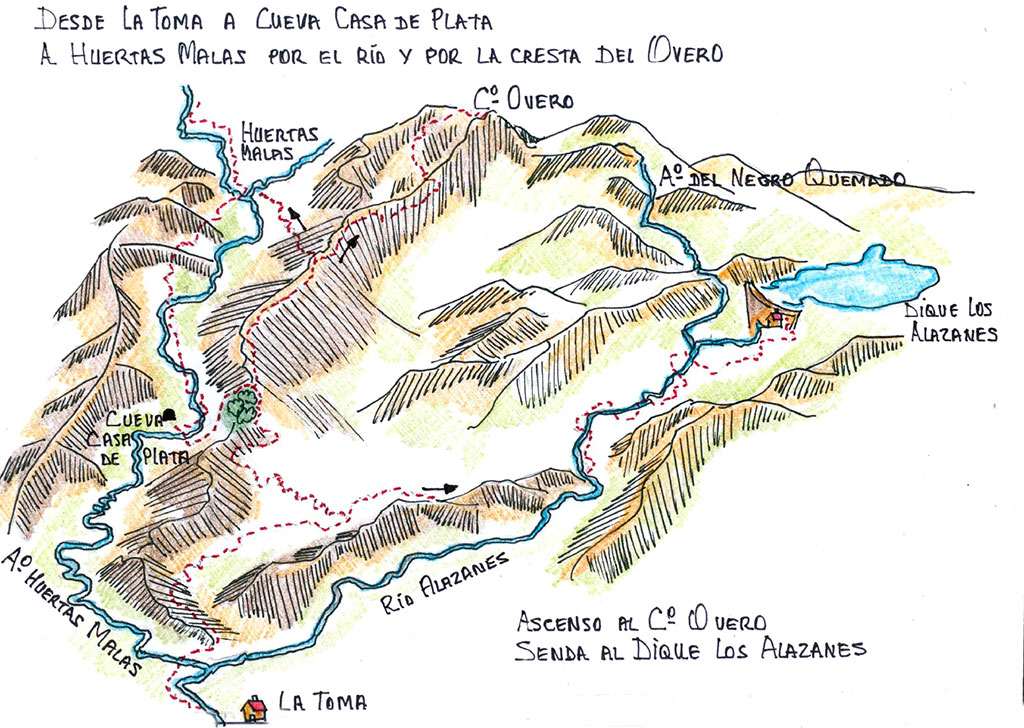 DESDE LA TOMA A CUEVA CASA DE PLATA
A HUERTAS MALAS POR EL RÍO Y POR LA CRESTA DEL OVERO
Cº OVERO
HUERTAS
MALAS
Aº DEL NEGRO QUEMADO
DIQUE LOS
ALAZANES
CUEVA
CASA
DE PLATA
Aº HUERTAS MALAS
RÍO ALAZANES
ASCENSO AL Cº OVERO
SENDA AL DIQUE LOS ALAZANES
LA TOMA